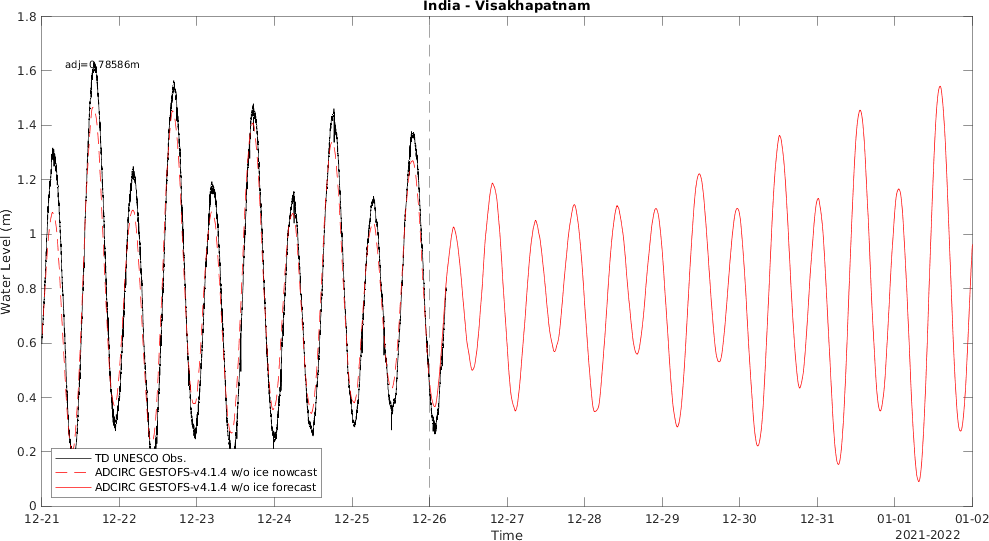 India - Visakhapatnam
1.8
1.6
1.4
1.2
1
0.8
0.6
0.4
0.2
0
Water Level (m)
adj=0.78586m
TD UNESCO Obs.
ADCIRC GESTOFS-v4.1.4 w/o ice nowcast
ADCIRC GESTOFS-v4.1.4 w/o ice forecast
12-21 12-22 12-23 12-24 12-25 12-26 12-27 12-28 12-29 12-30 12-31 01-01 01-02
Time
2021-2022